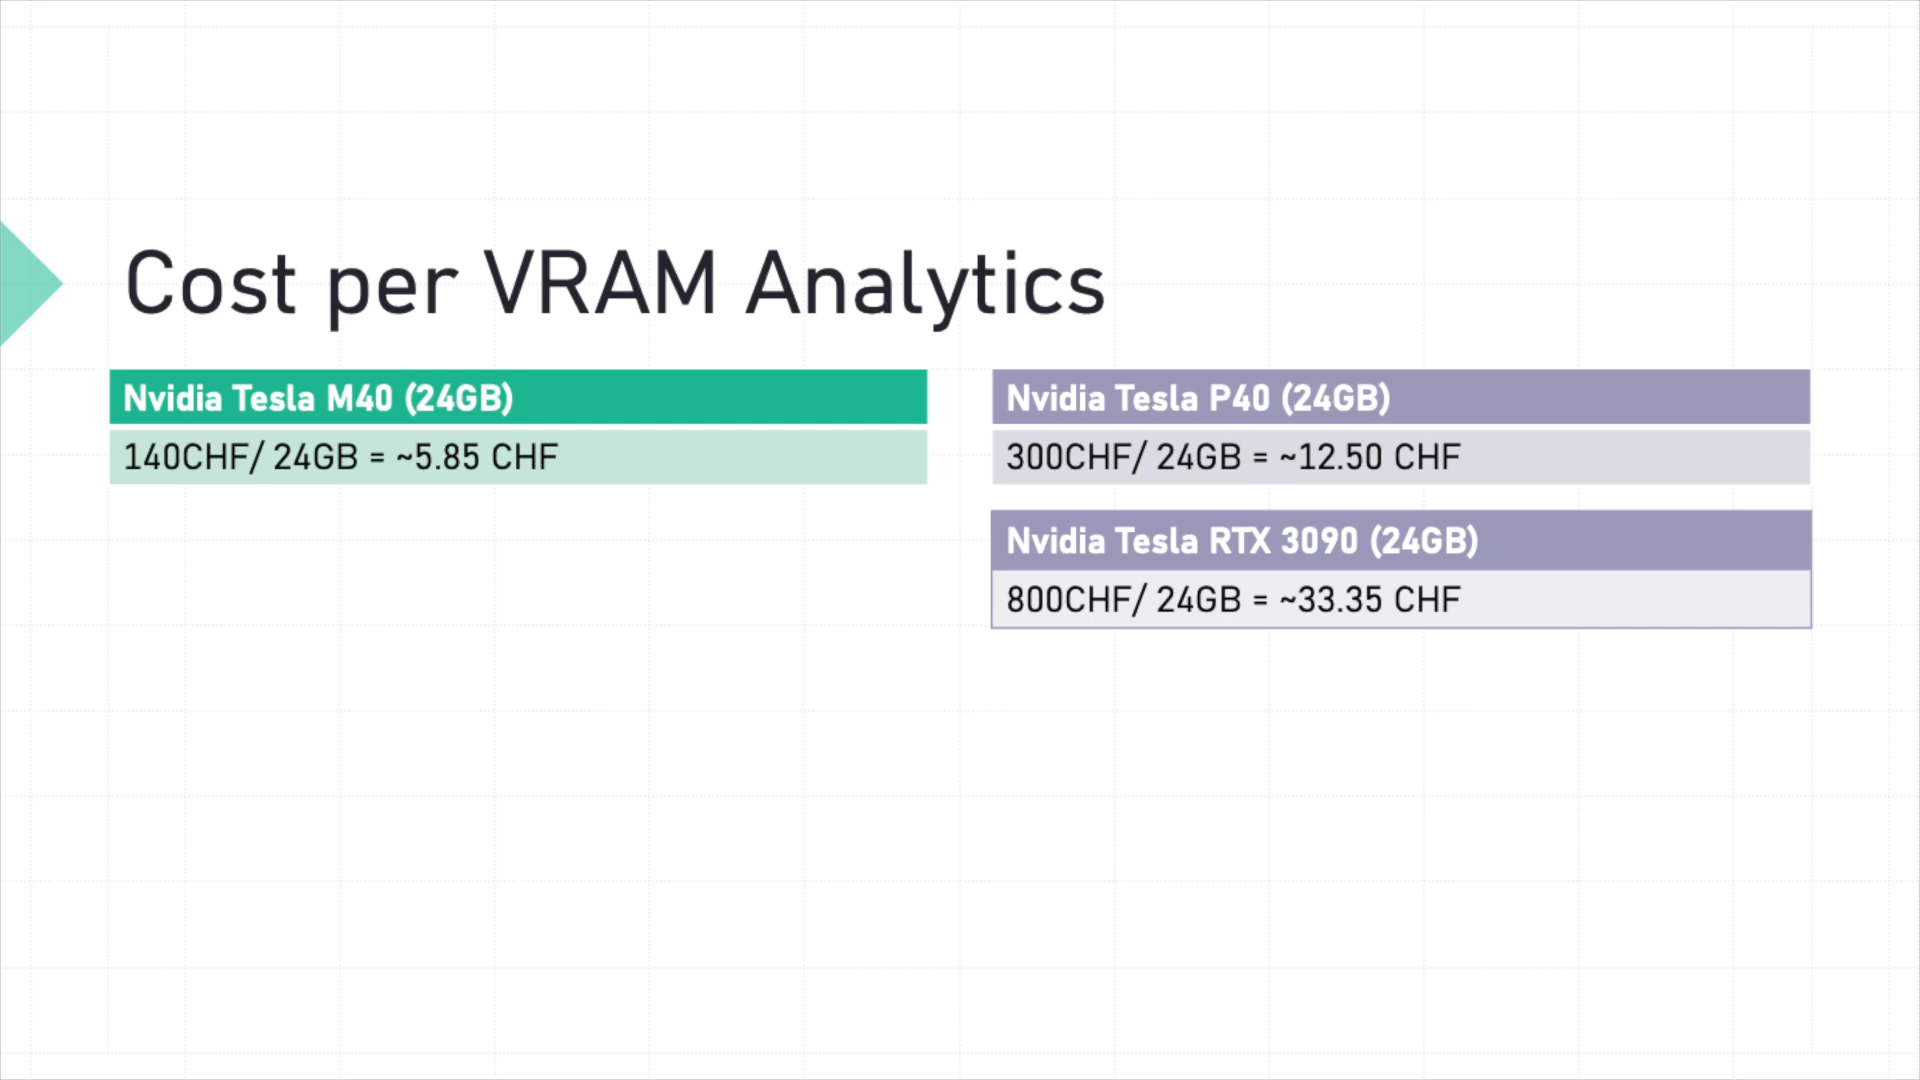 Cost per VRAM Analytics
Nvidia Tesla M40 (24GB)
140CHF/ 24GB = ~5.85 CHF
Nvidia Tesla P40 (24GB)
300CHF/ 24GB = ~12.50 CHF
Nvidia Tesla RTX 3090 (24GB)
800CHF/ 24GB = ~33.35 CHF